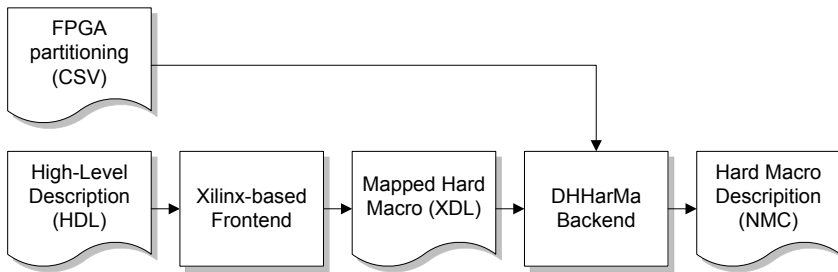 FPGA
partitioning
(CSV)
High-Level
Description
(HDL)
Xilinx-based
Frontend
Mapped Hard
Macro (XDL)
DHHarMa
Backend
Hard Macro
Descripition
(NMC)